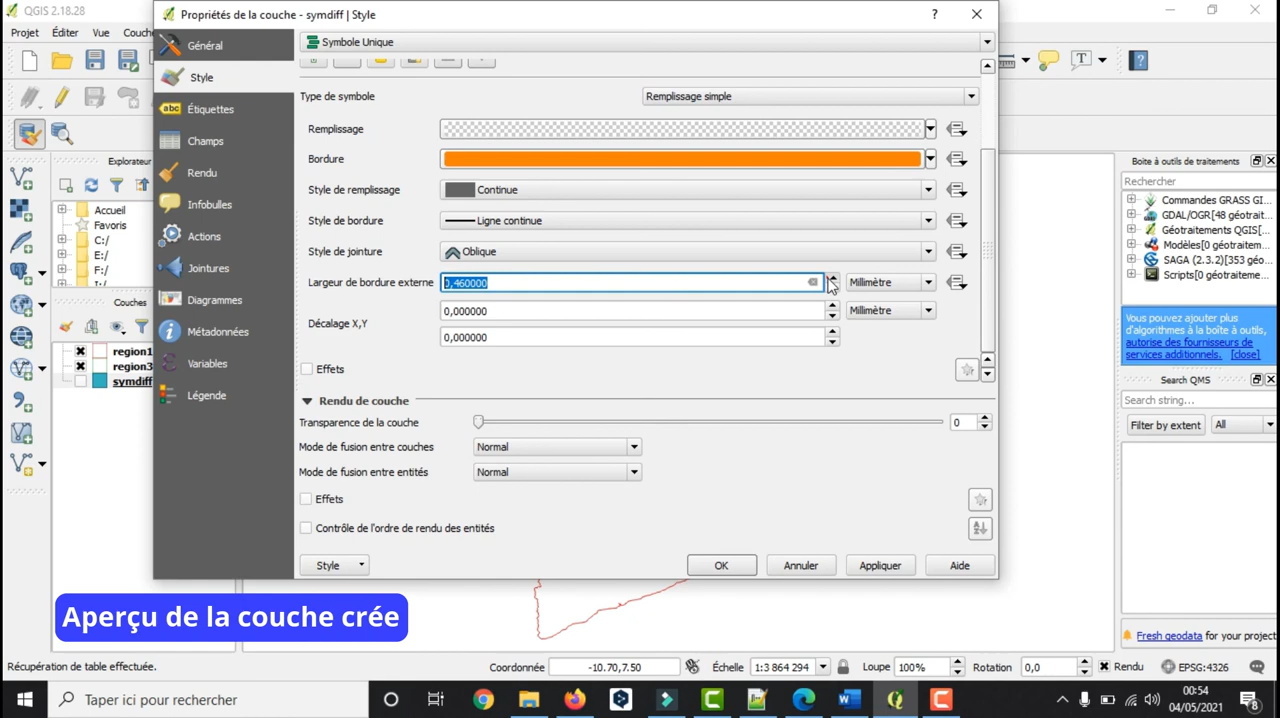 QGIS 2.18.28
Propriétés de la couche - symdiff | Style
Projet Éditer Vue Couch
Général
Style
Étiquettes
Champs
Rendu
Infobulles
Actions
Jointures
Diagrammes
Métadonnées
Variables
Légende
Symbole Unique
Type de symbole Remplissage simple
Remplissage
Bordure
Style de remplissage Continue
Style de bordure Ligne continue
Style de jointure Oblique
Largeur de bordure externe 0,460000 Millimètre
0,000000 Millimètre
Décalage X,Y
0,000000
Effets
Rendu de couche
Transparence de la couche 0
Mode de fusion entre couches Normal
Mode de fusion entre entités Normal
Effets
Contrôle de l'ordre de rendu des entités
Style OK Annuler Appliquer Aide
Explorateur
Accueil
Favoris
C:/
E:/
F:/
Couches
region1
region3
symdiff
Boite à outils de traitements
Rechercher
Commandes GRASS GI...
GDAL/OGR [48 géotrait...
Géotraitements QGIS[...
Modèles [0 géotraitem...
SAGA (2.3.2) [353 géo...
Scripts [0 géotraiteme...
Vous pouvez ajouter plus
d'algorithmes à la boîte à outils,
autorise des fournisseurs de
services additionnels. [close]
Search QMS
Search string...
Filter by extent All
Fresh geodata for your project
Aperçu de la couche crée
Récupération de table effectuée.
Coordonnée -10.70,7.50 Échelle 1:3 864 294 Loupe 100% Rotation 0,0 Rendu EPSG:4326
Taper ici pour rechercher
00:54
04/05/2021
8